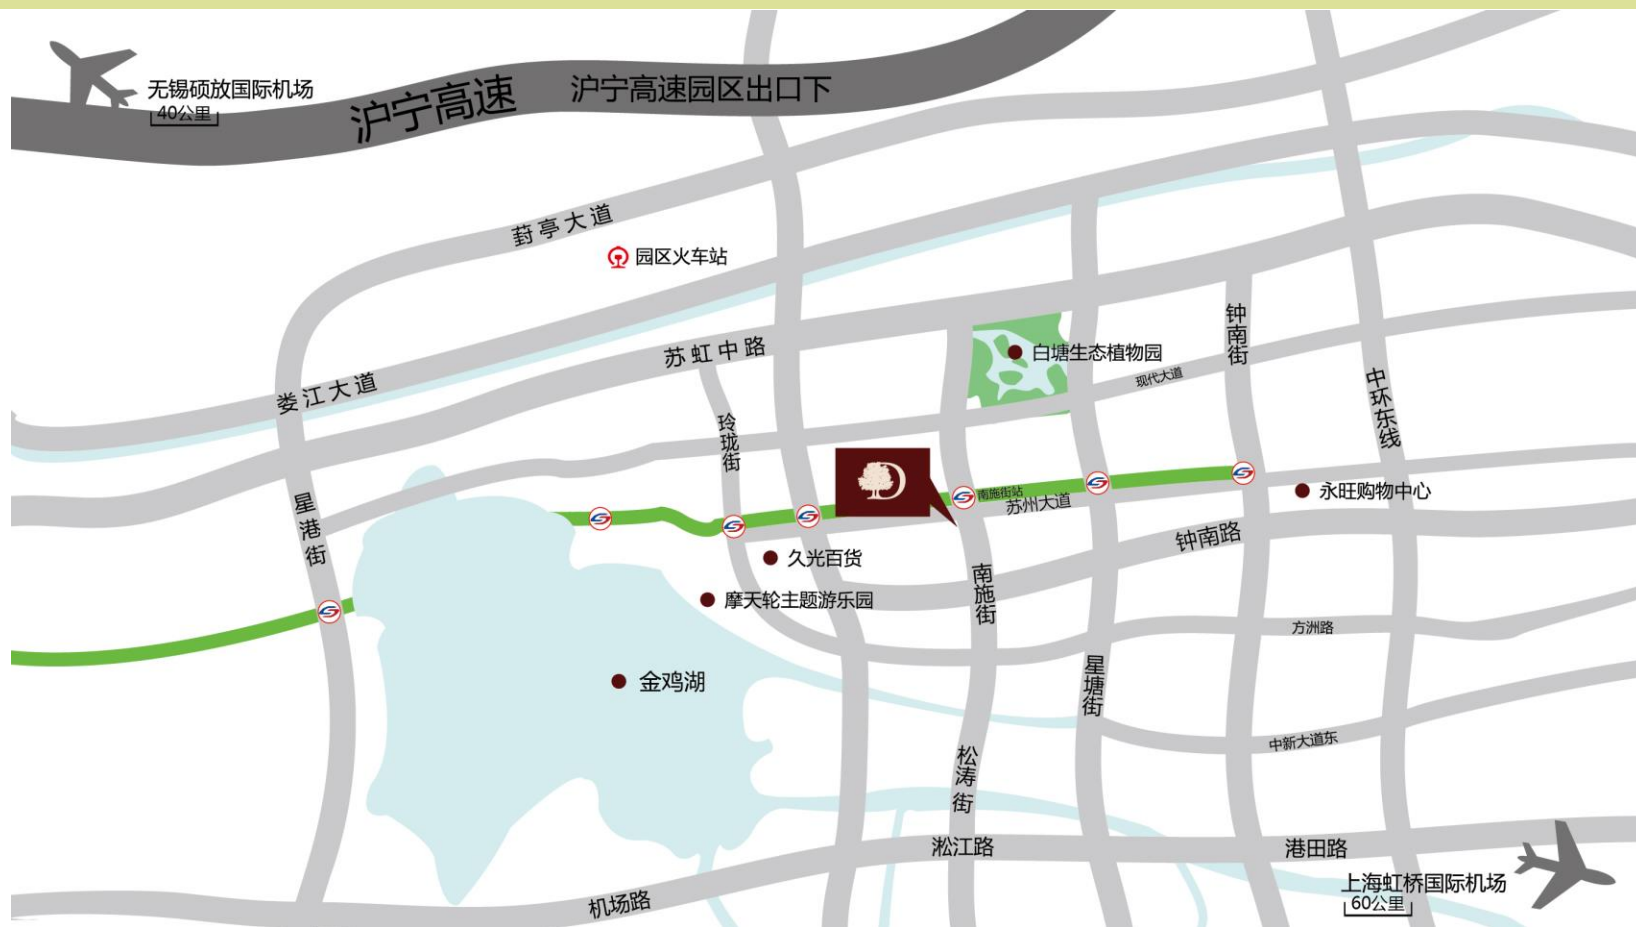 无锡硕放国际机场
40公里
沪宁高速
沪宁高速园区出口下
葑亭大道
园区火车站
娄江大道
苏虹中路
白塘生态植物园
现代大道
钟南街
中环东线
玲珑街
星港街
D
南施街站
苏州大道
永旺购物中心
钟南路
久光百货
摩天轮主题游乐园
南施街
方洲路
金鸡湖
星塘街
中新大道东
松涛街
淞江路
港田路
机场路
上海虹桥国际机场
60公里